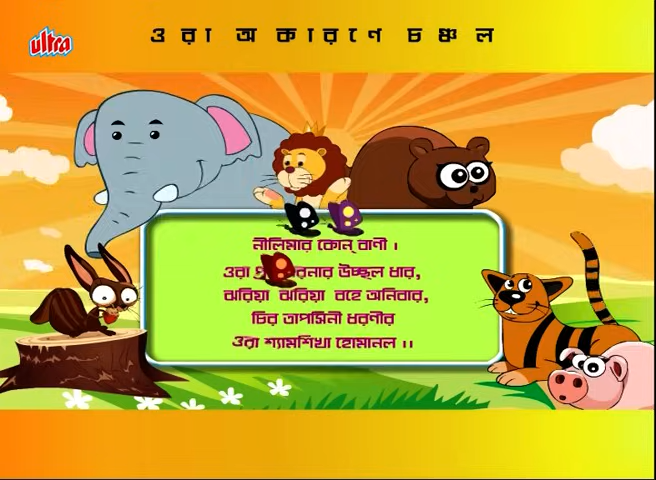 ultra
ওরা অকারণে চঞ্চল
নীলিমার কোন্ বাণী ।
ওরা উচ্ছল ধার,
ঝরিয়া ঝরিয়া বহে অনিবার,
চির তাপসিনী ধরণীর
ওরা শ্যামশিখা হোমানল ।।